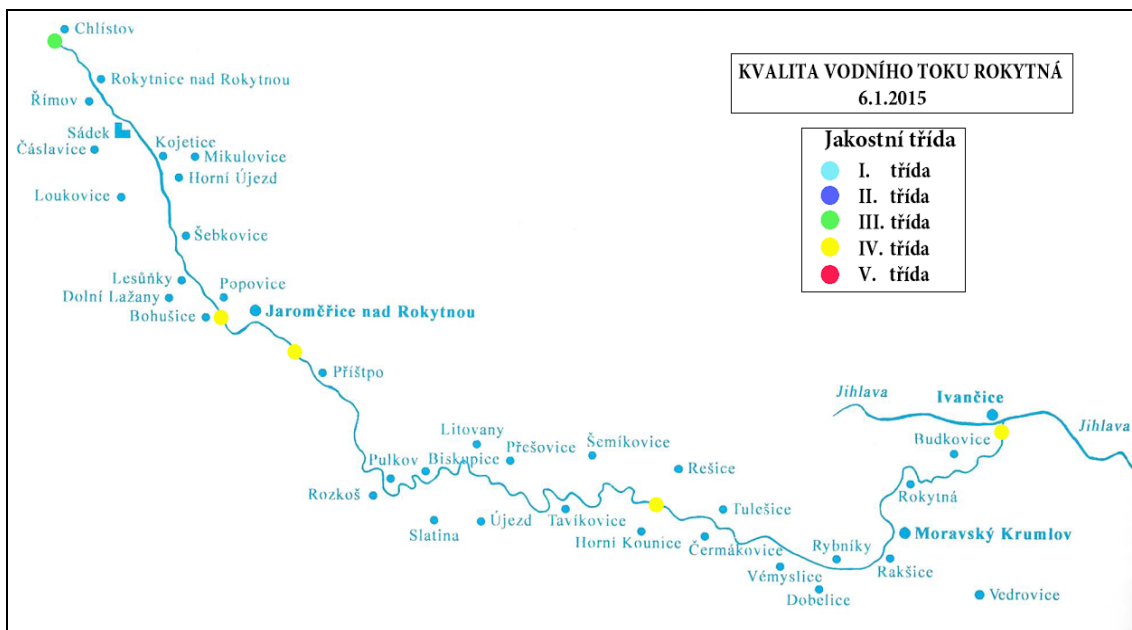 KVALITA VODNÍHO TOKU ROKYTNÁ
6.1.2015
Jakostní třída
I. třída
II. třída
III. třída
IV. třída
V. třída
Chlístov
Rokytnice nad Rokytnou
Římov
Sádek
Čáslavice
Kojetice
Mikulovice
Horní Újezd
Loukovice
Šebkovice
Lesůňky
Popovice
Dolní Lažany
Bohušice
Jaroměřice nad Rokytnou
Příštpo
Litovany
Přešovice
Šemíkovice
Pulkov
Biskupice
Rešice
Rozkoš
Slatina
Újezd
Tavíkovice
Tulešice
Horni Kounice
Čermákovice
Vémyslice
Rybníky
Dobelice
Rakšice
Moravský Krumlov
Vedrovice
Rokytná
Budkovice
Ivančice
Jihlava
Jihlava